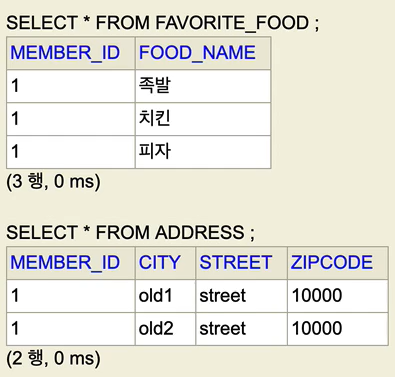 SELECT * FROM FAVORITE_FOOD ;
MEMBER_ID FOOD_NAME
1 족발
1 치킨
1 피자
(3 행, 0 ms)
SELECT * FROM ADDRESS ;
MEMBER_ID CITY STREET ZIPCODE
1 old1 street 10000
1 old2 street 10000
(2 행, 0 ms)